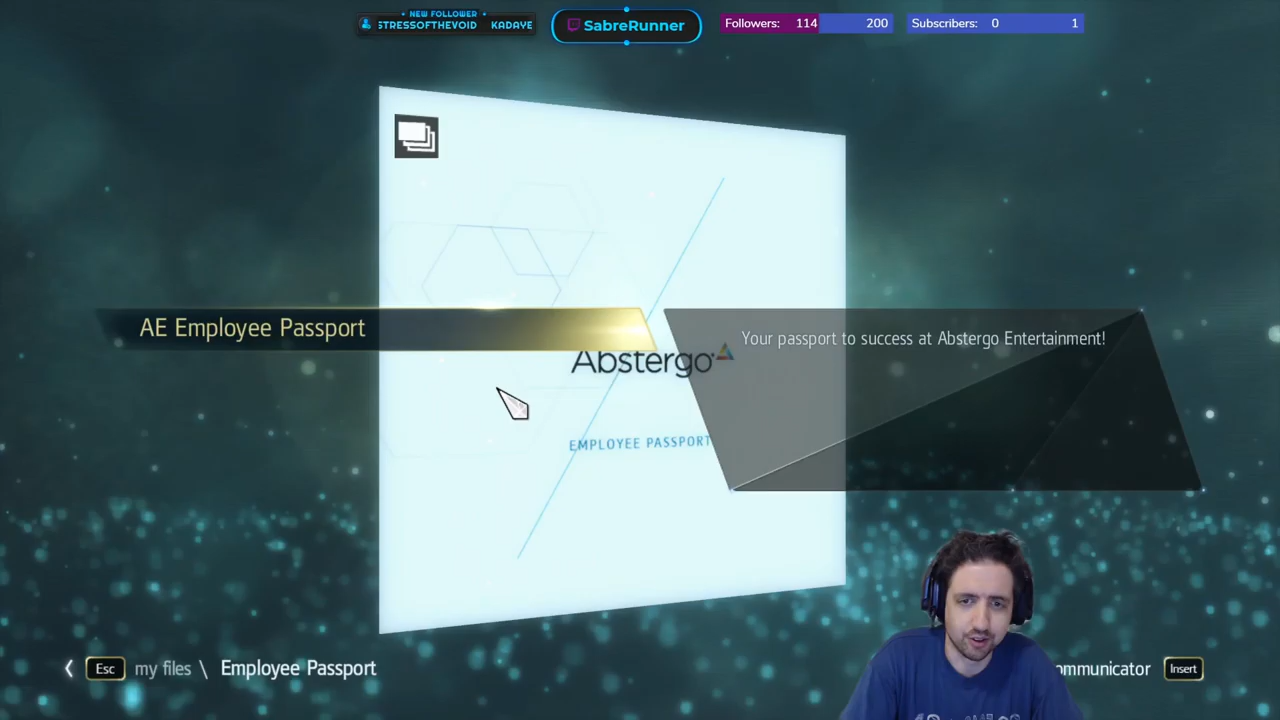 NEW FOLLOWER
STRESSOFTHEVOID KADAYE
SabreRunner
Followers: 114 200
Subscribers: 0 1
AE Employee Passport
Your passport to success at Abstergo Entertainment!
Abstergo
EMPLOYEE PASSPORT
Esc my files \ Employee Passport
ommunicator Insert